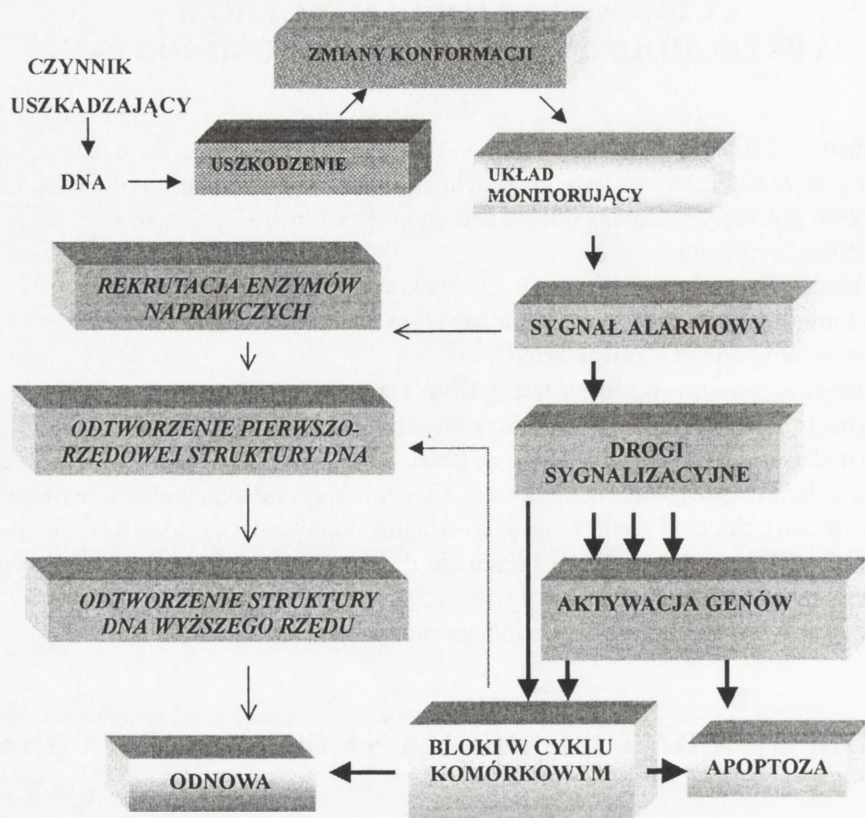 ZMIANY KONFORMACJI
CZYNNIK
USZKADZAJĄCY
DNA
USZKODZENIE
UKŁAD
MONITORUJĄCY
REKRUTACJA ENZYMÓW
NAPRAWCZYCH
SYGNAŁ ALARMOWY
ODTWORZENIE PIERWSZO-
RZĘDOWEJ STRUKTURY DNA
DROGI
SYGNALIZACYJNE
ODTWORZENIE STRUKTURY
DNA WYŻSZEGO RZĘDU
AKTYWACJA GENÓW
BLOKI W CYKLU
KOMÓRKOWYM
ODNOWA
APOPTOZA